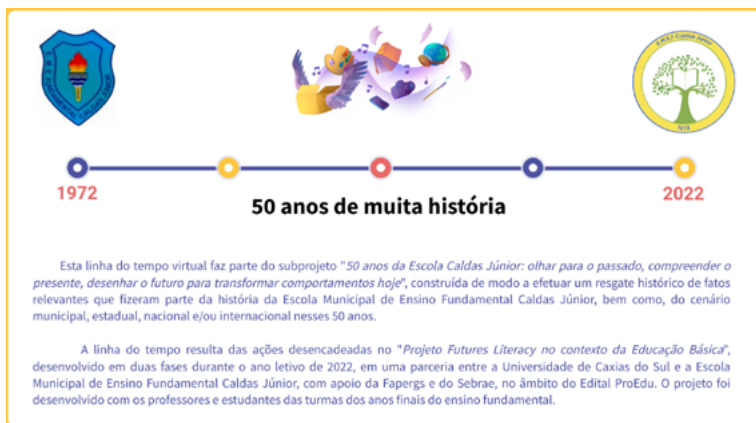 E. M. E. FUNDAMENTAL CALDAS JÚNIOR
E.M.E.F Caldas Júnior
1972
2022
50 anos de muita história
Esta linha do tempo virtual faz parte do subprojeto "50 anos da Escola Caldas Júnior: olhar para o passado, compreender o
presente, desenhar o futuro para transformar comportamentos hoje", construída de modo a efetuar um resgate histórico de fatos
relevantes que fizeram parte da história da Escola Municipal de Ensino Fundamental Caldas Júnior, bem como, do cenário
municipal, estadual, nacional e/ou internacional nesses 50 anos.
A linha do tempo resulta das ações desencadeadas no "Projeto Futures Literacy no contexto da Educação Básica",
desenvolvido em duas fases durante o ano letivo de 2022, em uma parceria entre a Universidade de Caxias do Sul e a Escola
Municipal de Ensino Fundamental Caldas Júnior, com apoio da Fapergs e do Sebrae, no âmbito do Edital ProEdu. O projeto foi
desenvolvido com os professores e estudantes das turmas dos anos finais do ensino fundamental.